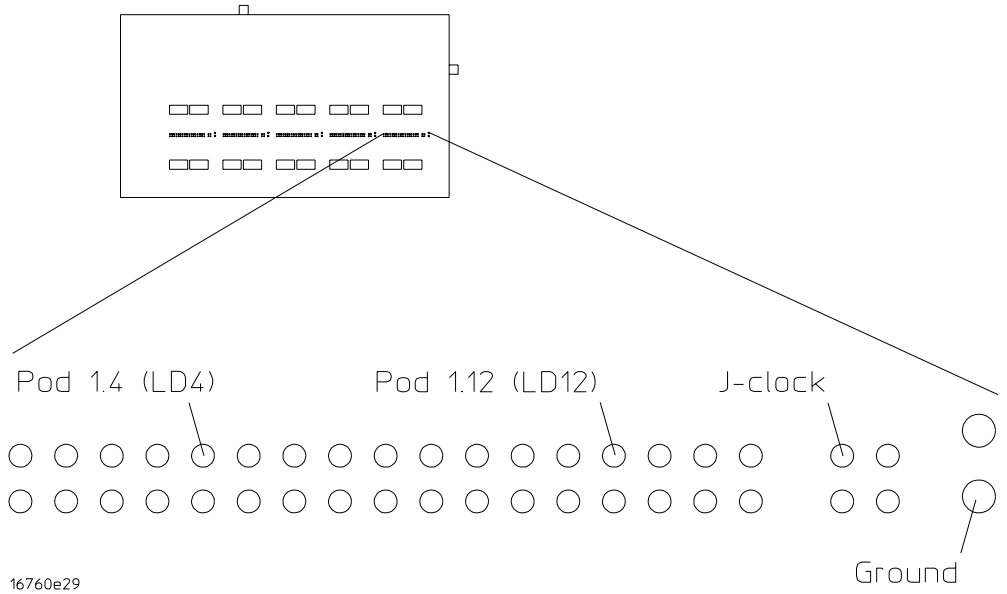 Pod 1.4 (LD4)
Pod 1.12 (LD12)
J-clock
Ground
16760e29